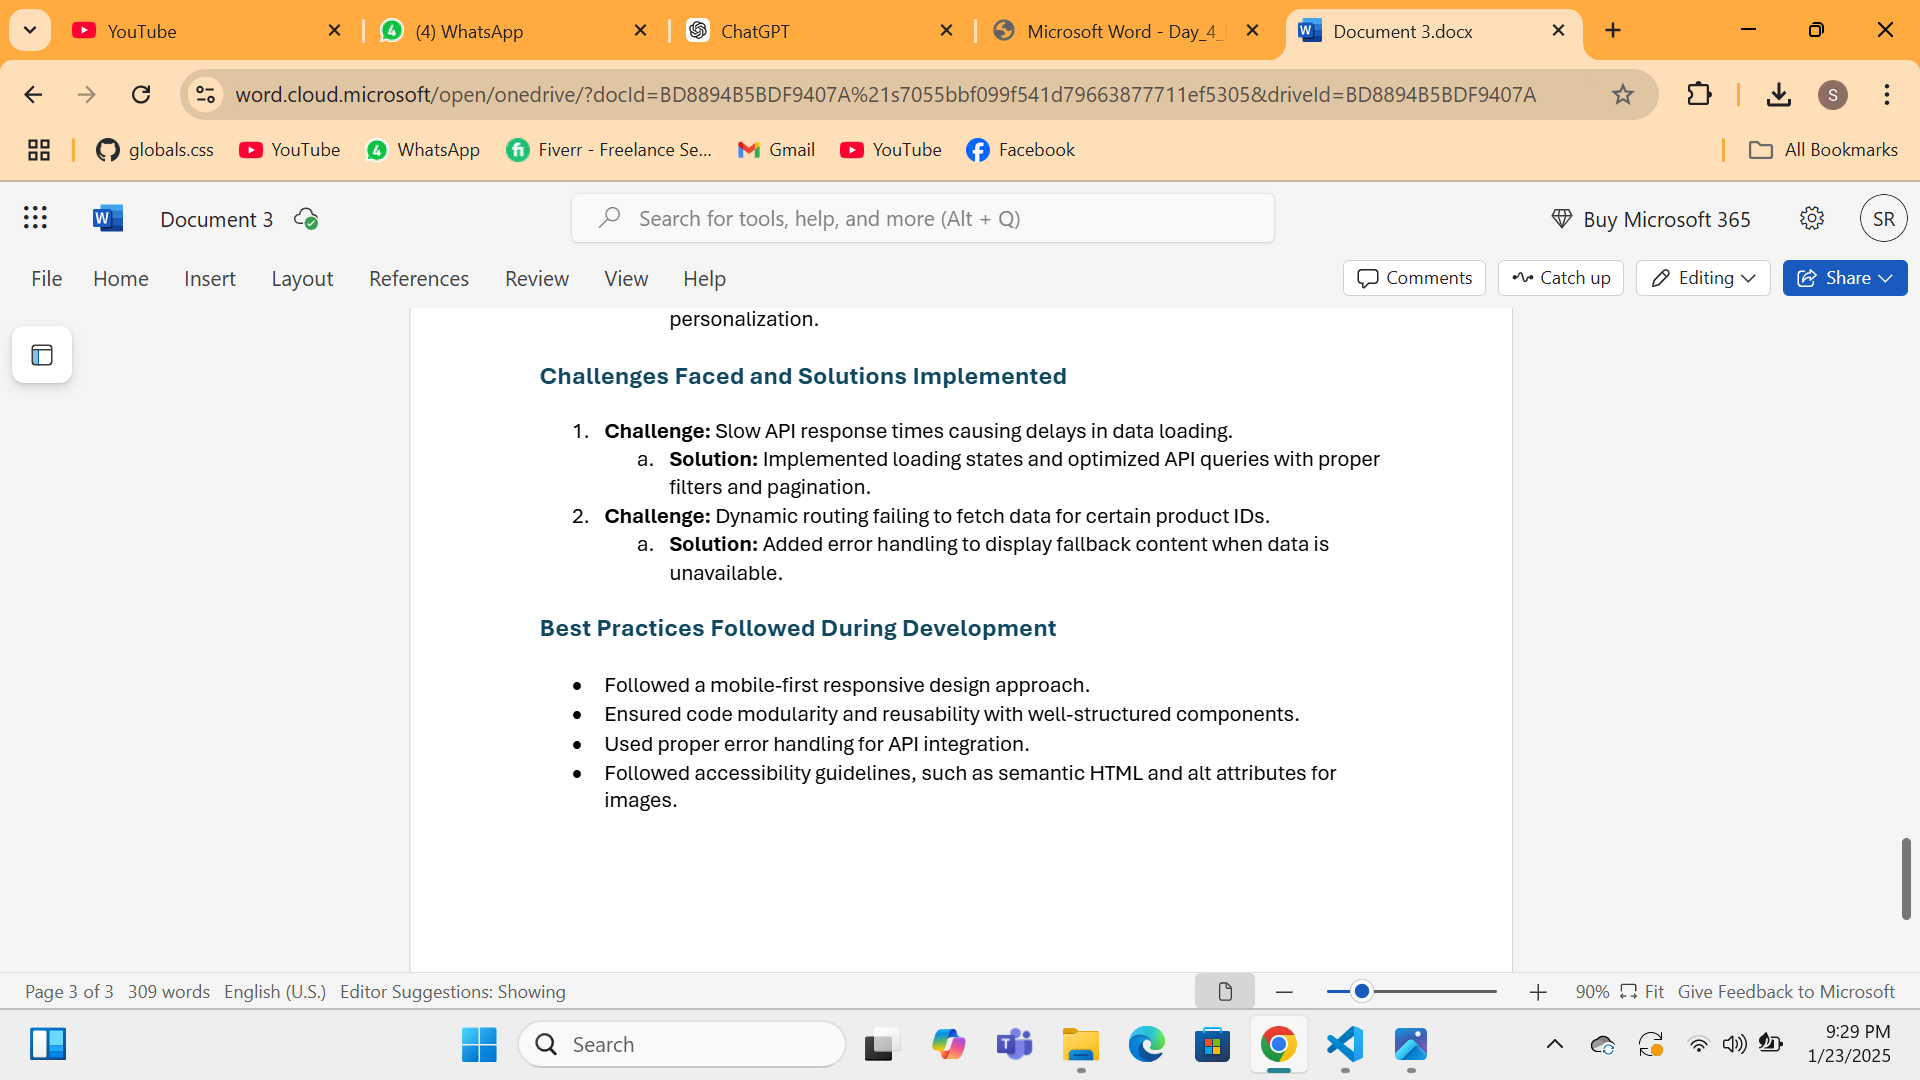 YouTube
(4) WhatsApp
ChatGPT
Microsoft Word - Day_4_
Document 3.docx
word.cloud.microsoft/open/onedrive/?docId=BD8894B5BDF9407A%21s7055bbf099f541d79663877711ef5305&driveId=BD8894B5BDF9407A
S
globals.css
YouTube
WhatsApp
Fiverr - Freelance Se...
Gmail
YouTube
Facebook
All Bookmarks
Document 3
Search for tools, help, and more (Alt + Q)
Buy Microsoft 365
SR
File Home Insert Layout References Review View Help
Comments
Catch up
Editing
Share
personalization.
Challenges Faced and Solutions Implemented
1. Challenge: Slow API response times causing delays in data loading.
a. Solution: Implemented loading states and optimized API queries with proper
filters and pagination.
2. Challenge: Dynamic routing failing to fetch data for certain product IDs.
a. Solution: Added error handling to display fallback content when data is
unavailable.
Best Practices Followed During Development
• Followed a mobile-first responsive design approach.
• Ensured code modularity and reusability with well-structured components.
• Used proper error handling for API integration.
• Followed accessibility guidelines, such as semantic HTML and alt attributes for
images.
Page 3 of 3 309 words English (U.S.) Editor Suggestions: Showing
90% Fit Give Feedback to Microsoft
Search
9:29 PM
1/23/2025